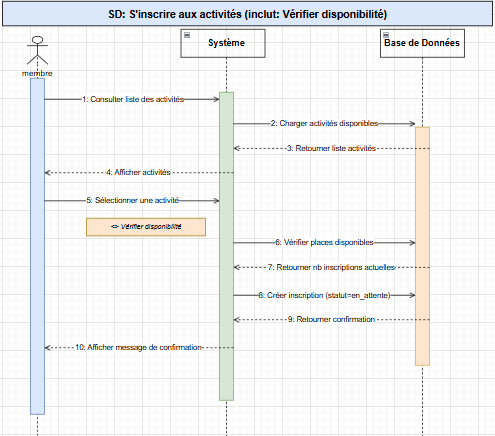 SD: S'inscrire aux activités (inclut: Vérifier disponibilité)
Système
Base de Données
membre
1: Consulter liste des activités
2: Charger activités disponibles
3: Retourner liste activités
4: Afficher activités
5: Sélectionner une activité
<> Vérifier disponibilité
6: Vérifier places disponibles
7: Retourner nb inscriptions actuelles
8: Créer inscription (statut=en_attente)
9: Retourner confirmation
10: Afficher message de confirmation